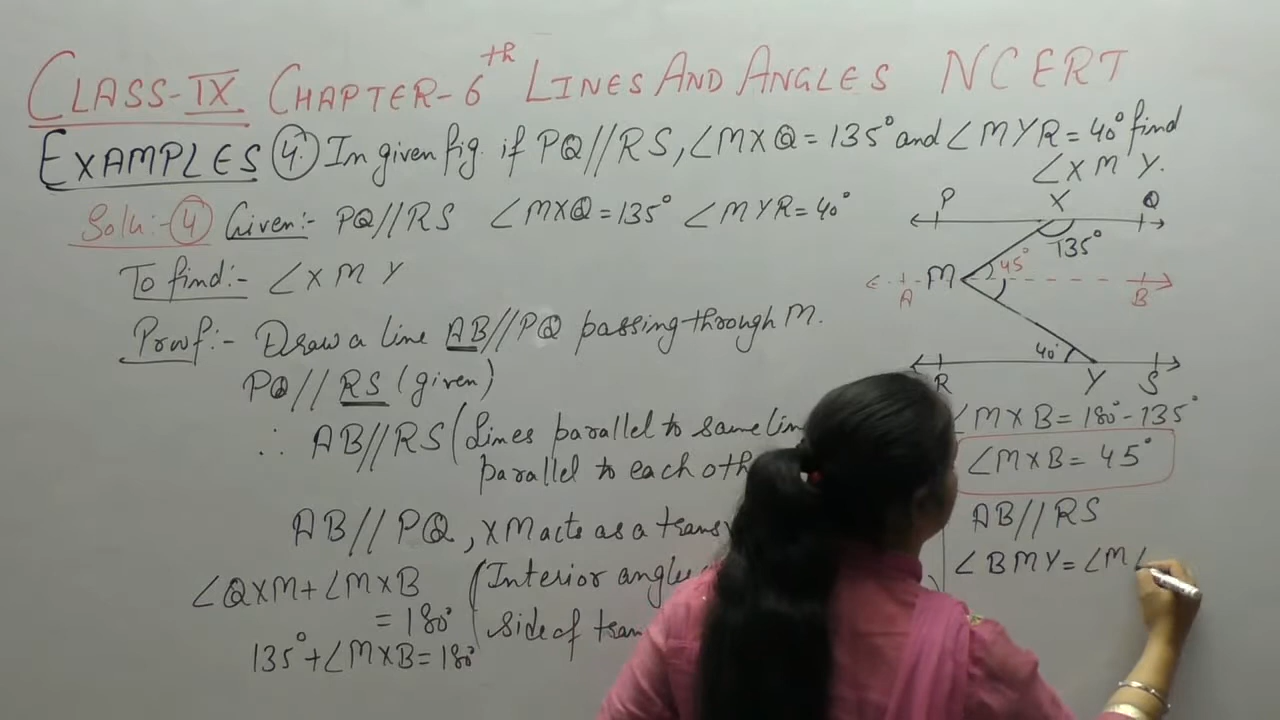 CLASS-IX CHAPTER-6th LINES AND ANGLES NCERT
EXAMPLES 4. In given fig. if PQ//RS, ∠MXQ = 135° and ∠MYR = 40° find
∠XMY.
Soln:- 4 Given:- PQ//RS ∠MXQ = 135° ∠MYR = 40°
To find:- ∠XMY
Proof:- Draw a line AB//PQ passing through M.
PQ//RS (given)
∴ AB//RS (Lines parallel to same
parallel to each
AB//PQ, XM acts as a
∠QXM + ∠MXB (Interior
= 180° side of
135° + ∠MXB = 180°
P X Q
135°
45°
A M B
40°
R Y S
∠MXB = 180° - 135°
∠MXB = 45°
AB//RS
∠BMY = ∠M